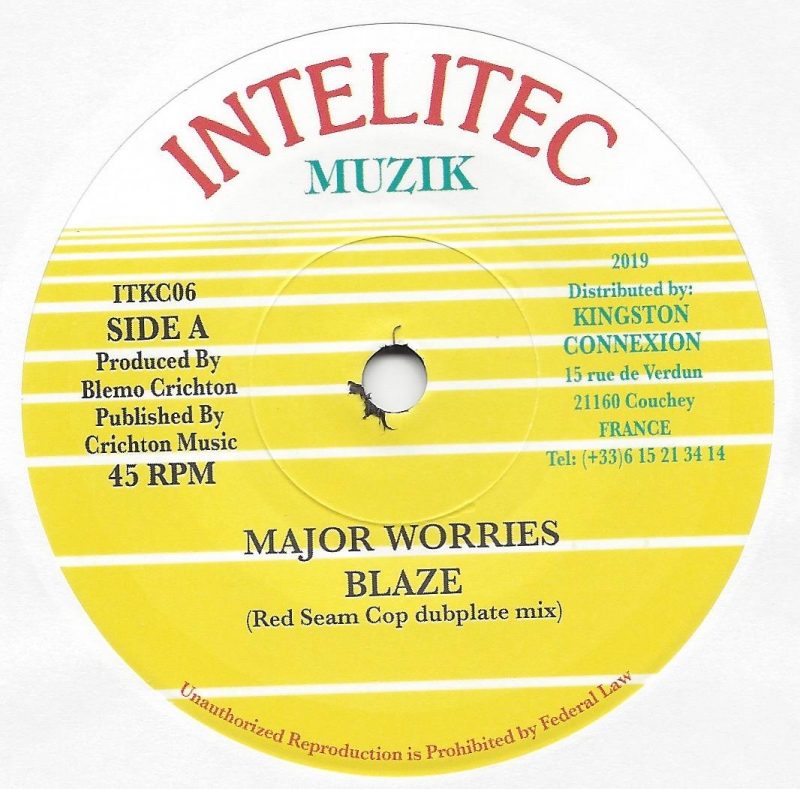 INTELITEC
MUZIK
ITKC06
SIDE A
Produced By
Blemo Crichton
Published By
Crichton Music
45 RPM
2019
Distributed by:
KINGSTON
CONNEXION
15 rue de Verdun
21160 Couchey
FRANCE
Tel: (+33)6 15 21 34 14
MAJOR WORRIES
BLAZE
(Red Seam Cop dubplate mix)
Unauthorized Reproduction is Prohibited by Federal Law